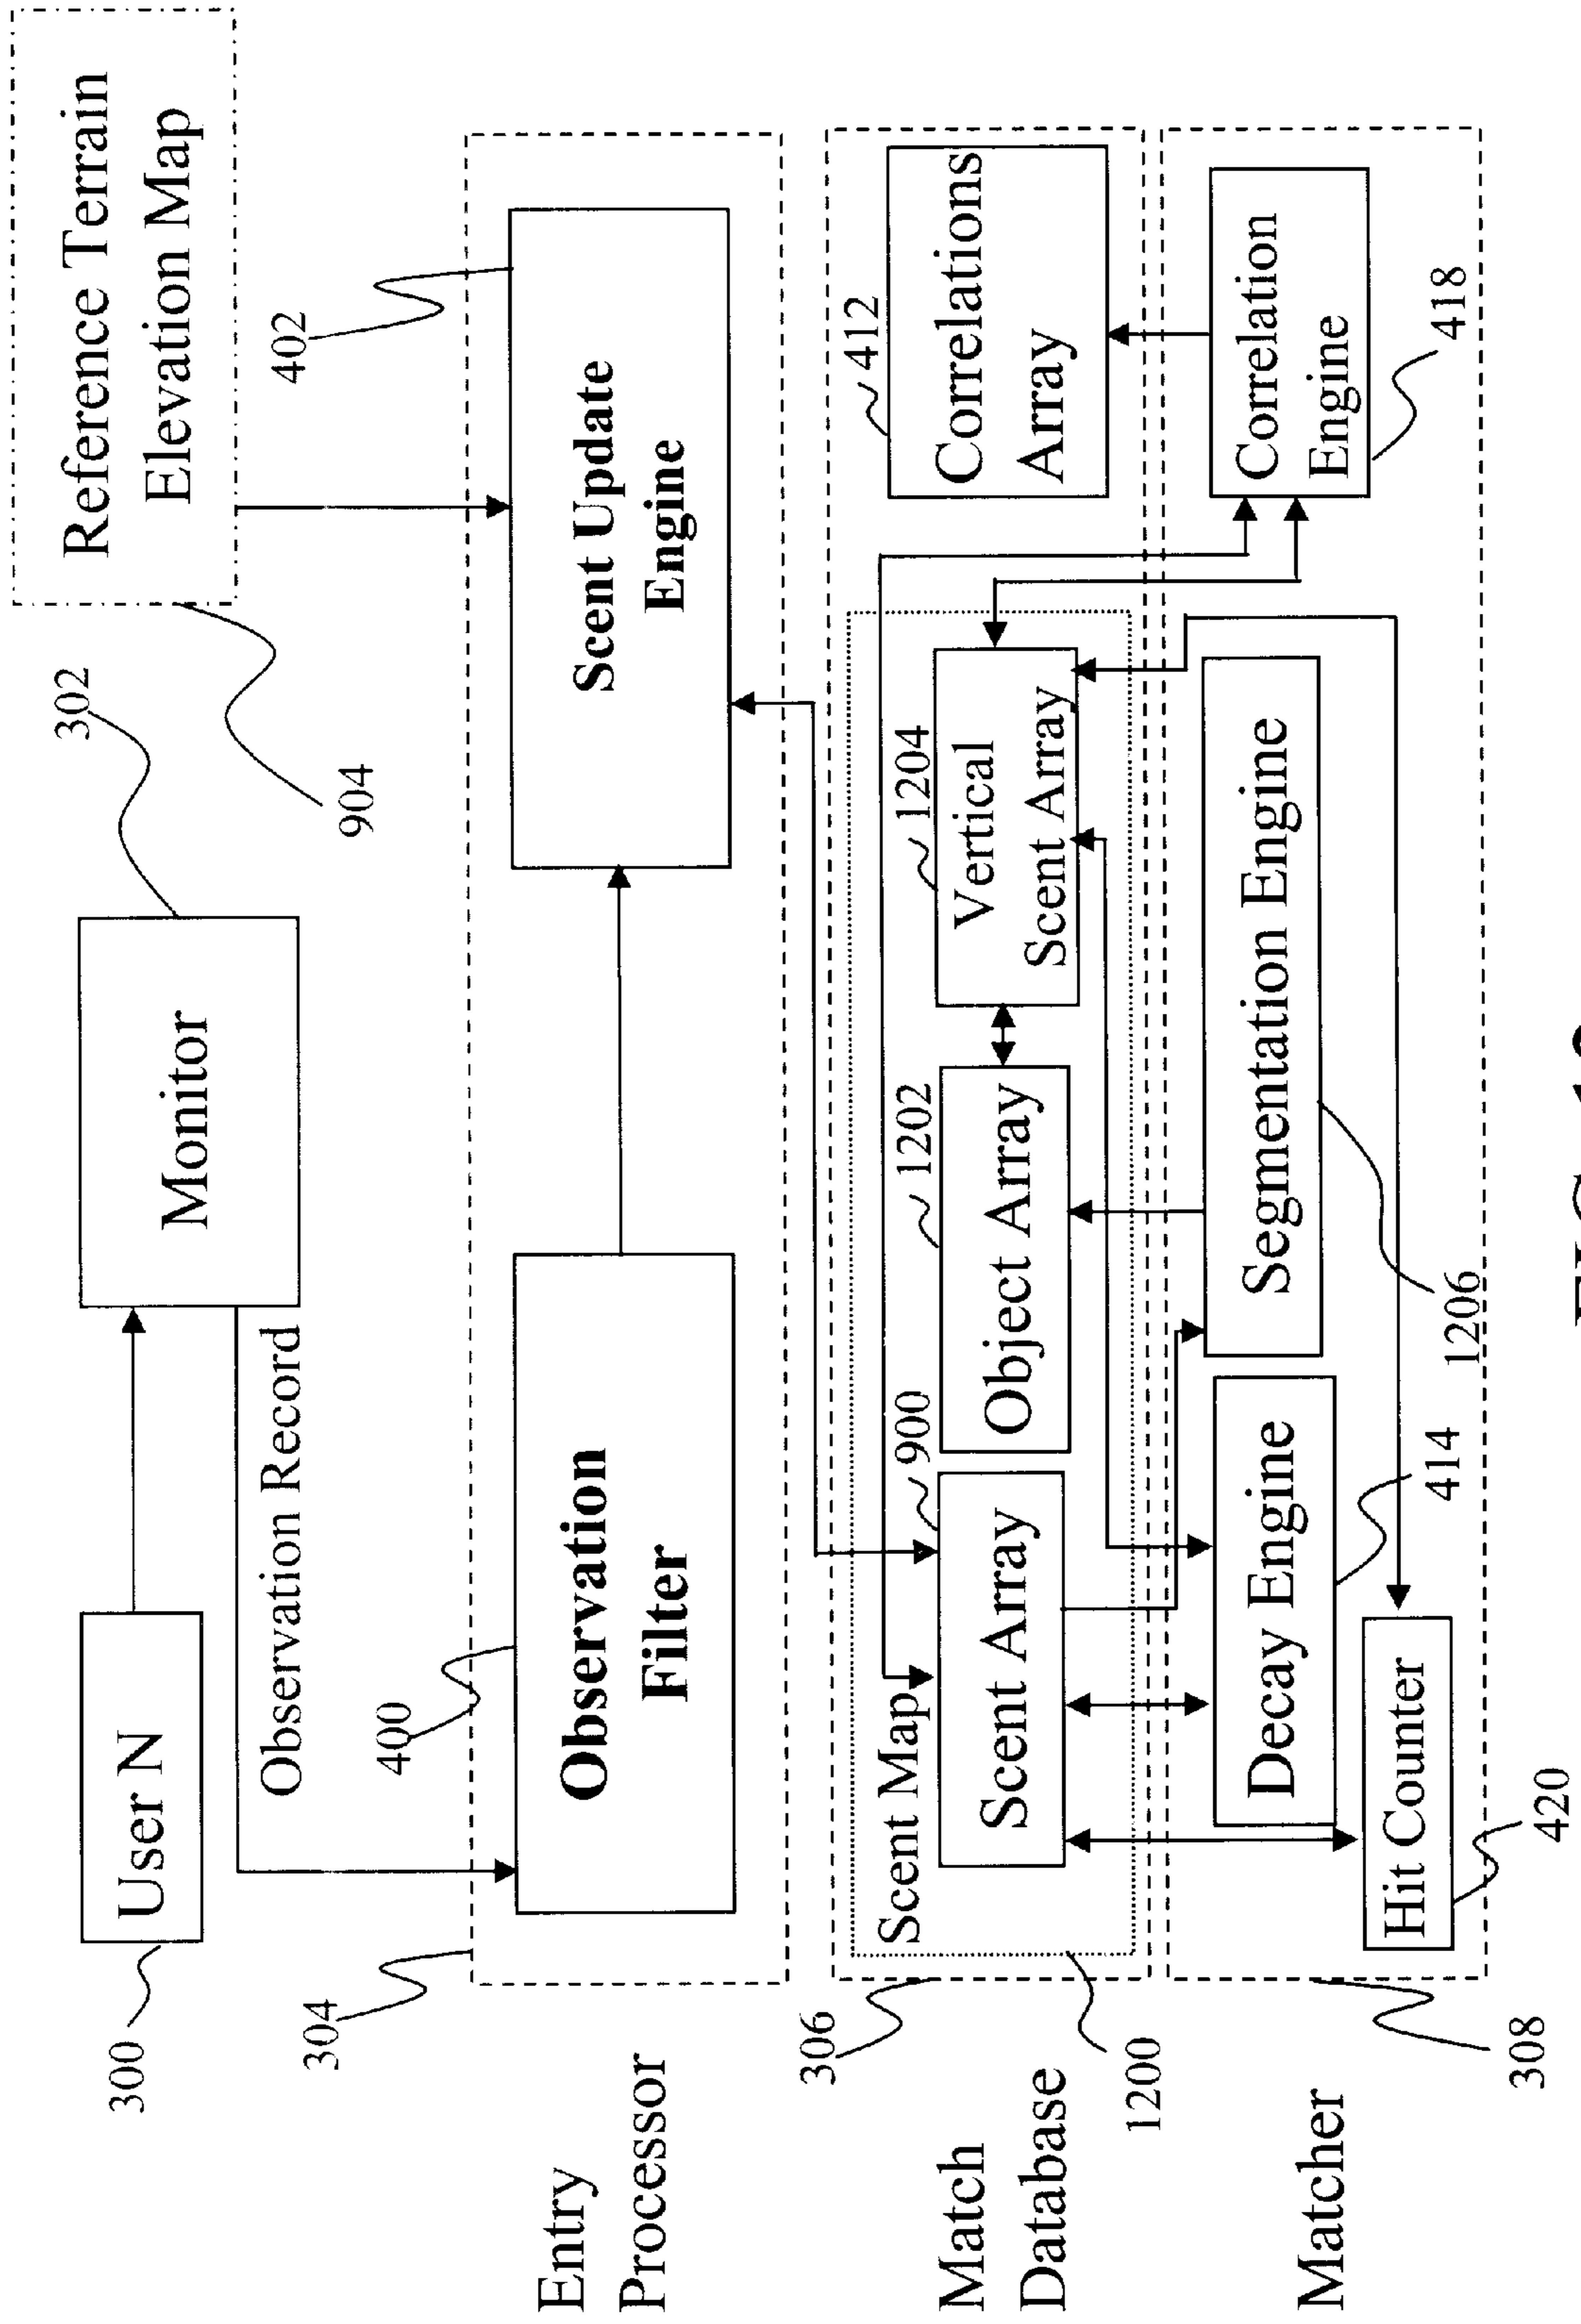 Reference Terrain
Elevation Map
904
User N
300
Monitor
302
Observation Record
Entry
Processor
304
Observation
Filter
400
Scent Update
Engine
402
Match
Database
306
1200
Scent Map
Scent Array
900
Object Array
1202
Vertical
Scent Array
1204
Correlations
Array
412
Matcher
308
Hit Counter
420
Decay Engine
414
Segmentation Engine
1206
Correlation
Engine
418